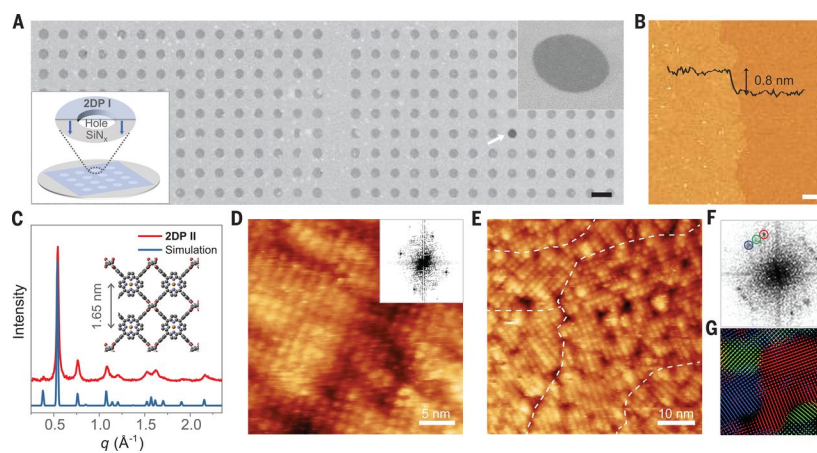 A
2DP I
Hole
SiNx
B
0.8 nm
C
2DP II
Simulation
1.65 nm
Intensity
0.5 1.0 1.5 2.0
q (Å-1)
D
5 nm
E
10 nm
F
G